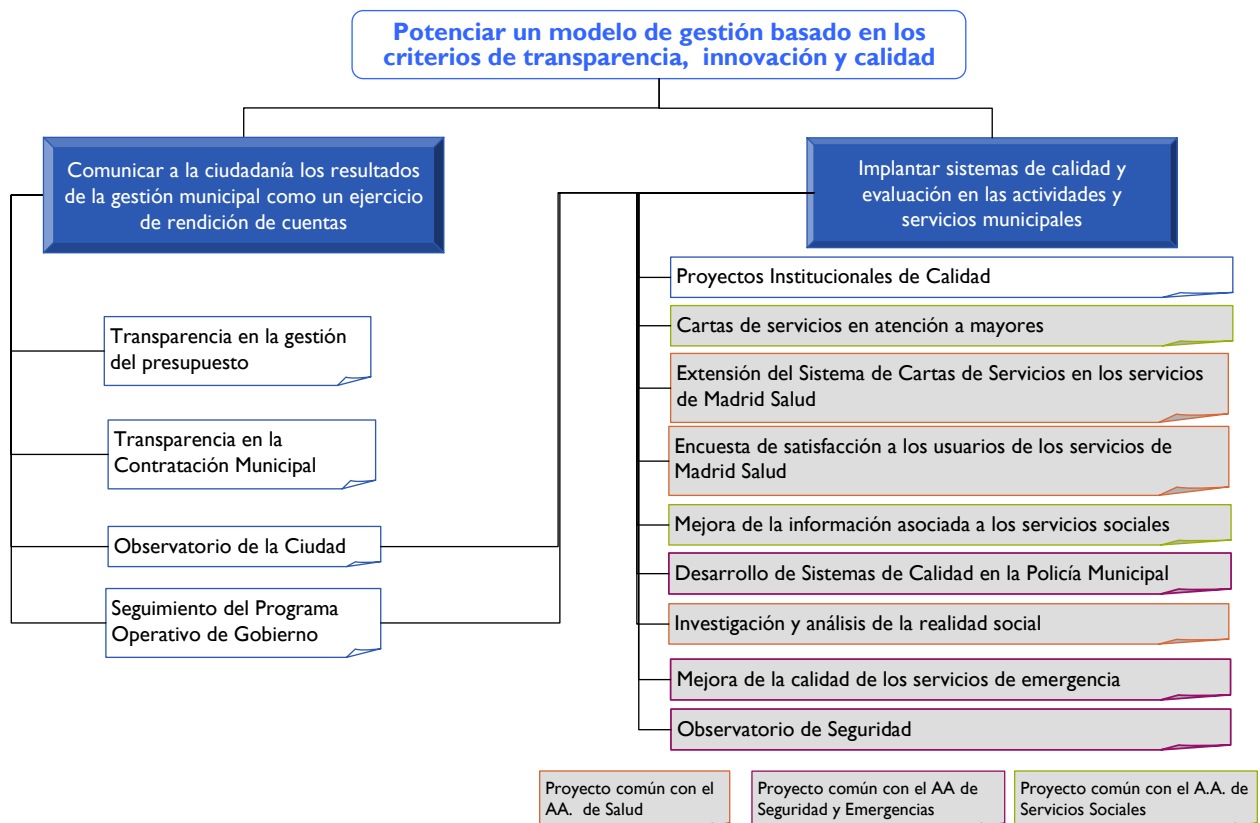 Potenciar un modelo de gestión basado en los
criterios de transparencia, innovación y calidad
Comunicar a la ciudadanía los resultados
de la gestión municipal como un ejercicio
de rendición de cuentas
Transparencia en la gestión
del presupuesto
Transparencia en la
Contratación Municipal
Observatorio de la Ciudad
Seguimiento del Programa
Operativo de Gobierno
Implantar sistemas de calidad y
evaluación en las actividades y
servicios municipales
Proyectos Institucionales de Calidad
Cartas de servicios en atención a mayores
Extensión del Sistema de Cartas de Servicios en los servicios
de Madrid Salud
Encuesta de satisfacción a los usuarios de los servicios de
Madrid Salud
Mejora de la información asociada a los servicios sociales
Desarrollo de Sistemas de Calidad en la Policía Municipal
Investigación y análisis de la realidad social
Mejora de la calidad de los servicios de emergencia
Observatorio de Seguridad
Proyecto común con el
AA. de Salud
Proyecto común con el AA de
Seguridad y Emergencias
Proyecto común con el A.A. de
Servicios Sociales